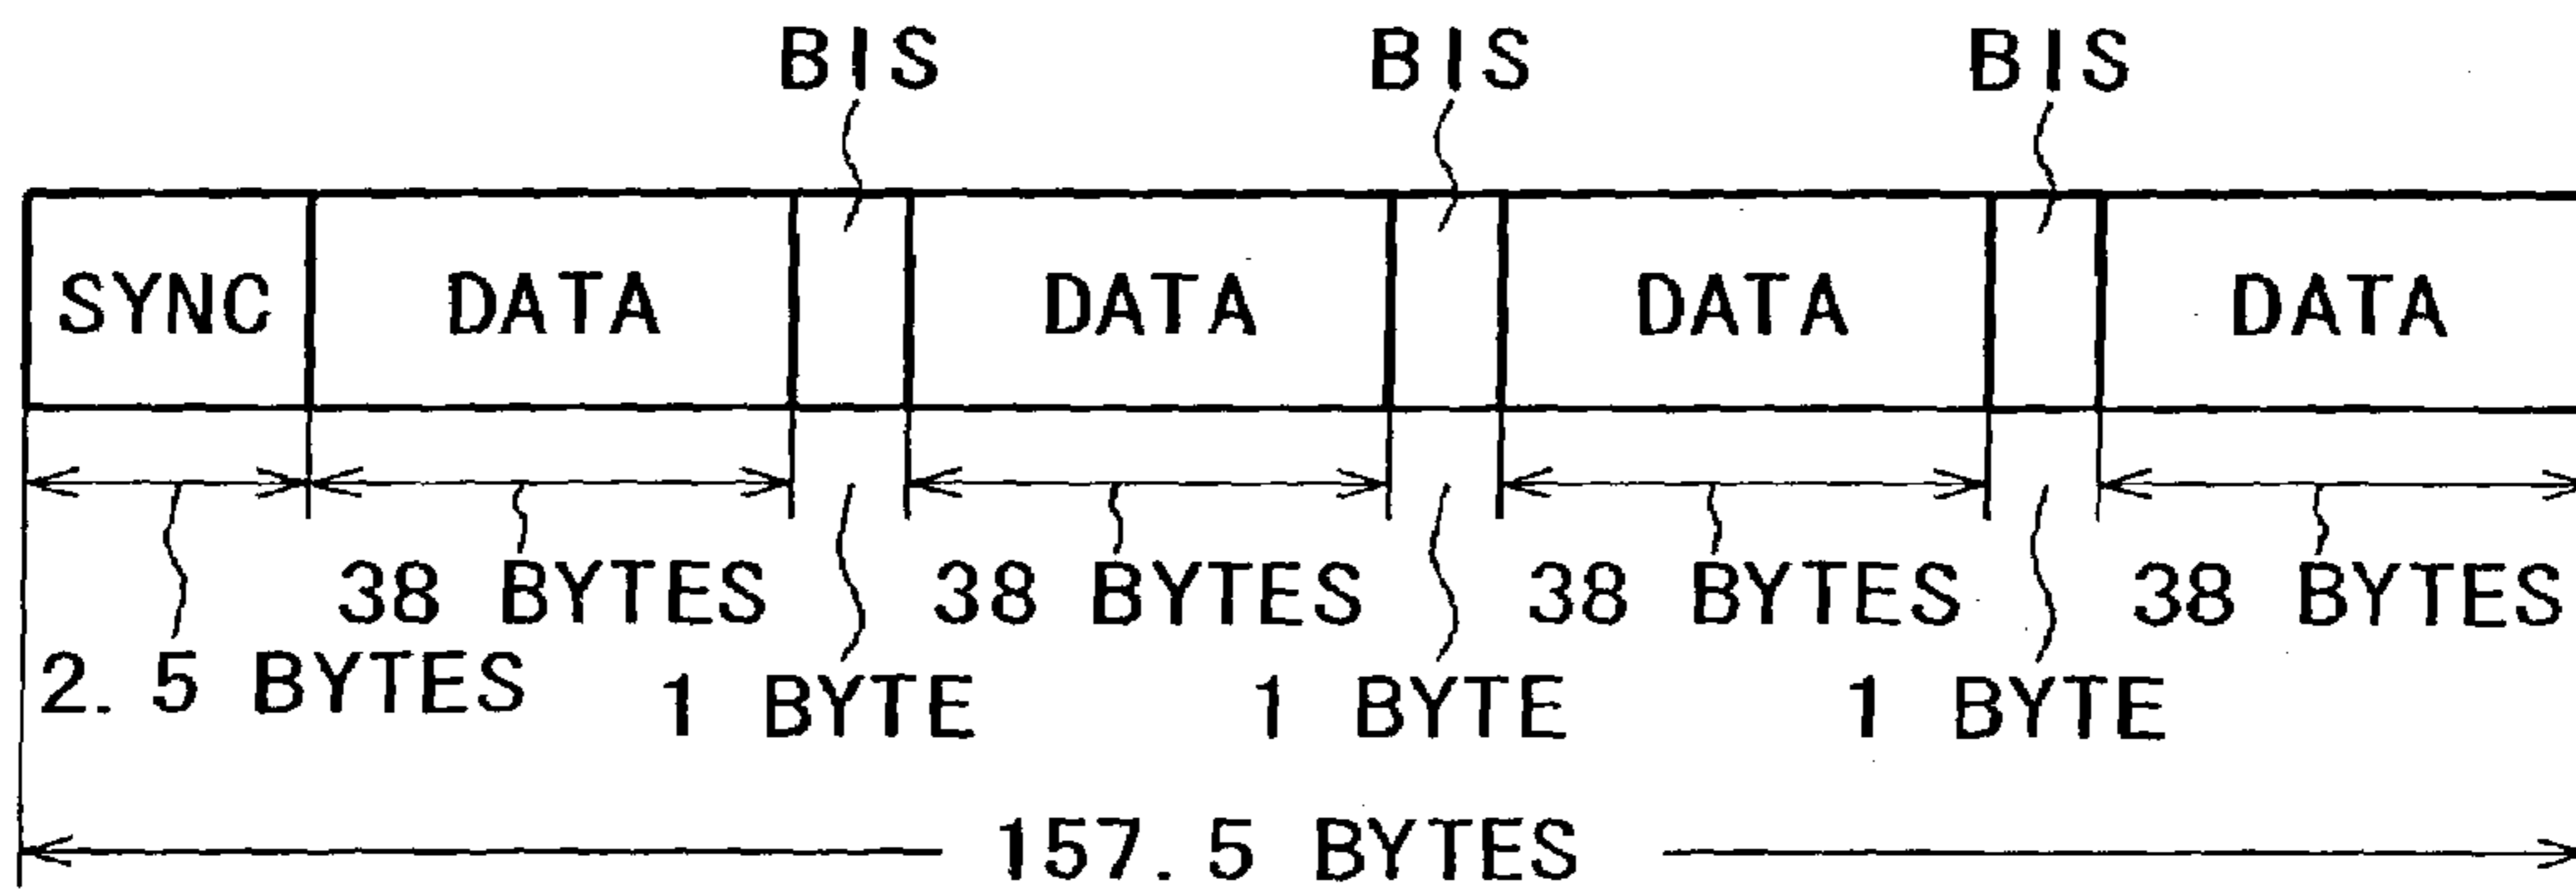 BIS BIS BIS
SYNC DATA DATA DATA DATA
38 BYTES 38 BYTES 38 BYTES 38 BYTES
2.5 BYTES 1 BYTE 1 BYTE 1 BYTE
157.5 BYTES